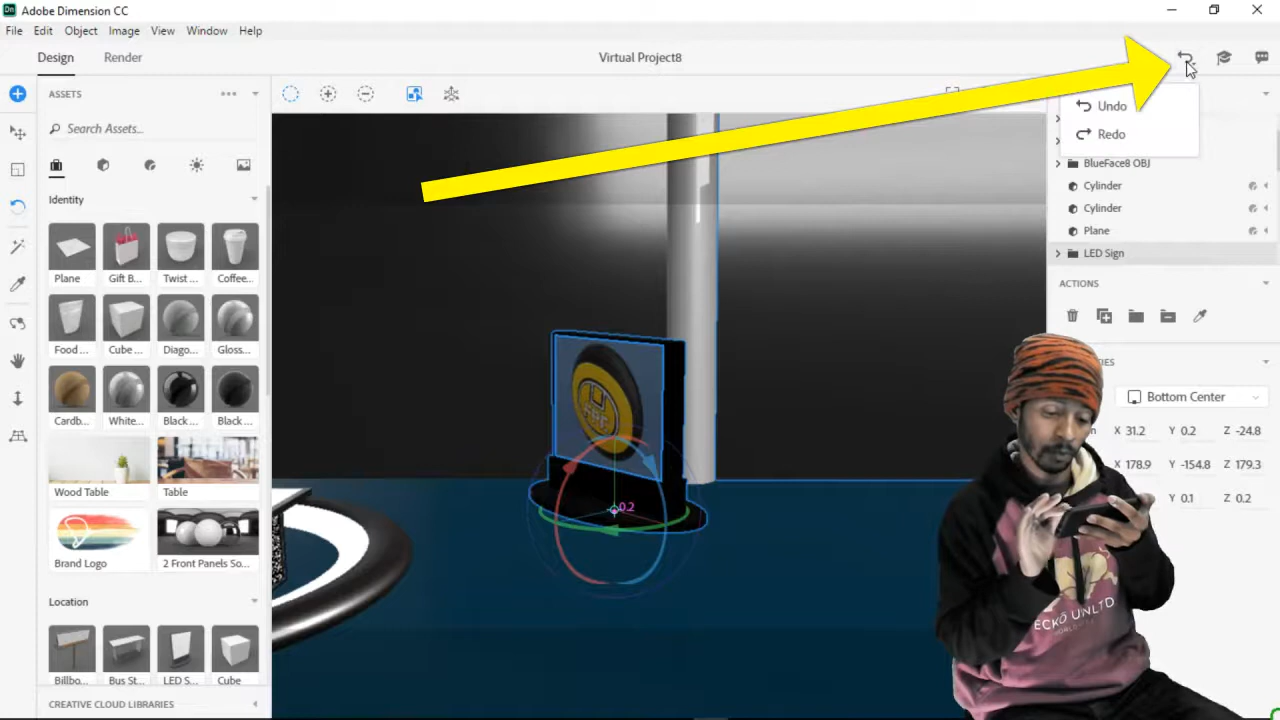 Dn Adobe Dimension CC
File Edit Object Image View Window Help
Design Render Virtual Project8
ASSETS
Search Assets...
Undo
Redo
BlueFace8 OBJ
Cylinder
Cylinder
Plane
LED Sign
Identity
Plane Gift B... Twist ... Coffee...
Food ... Cube ... Diago... Gloss...
Cardb... White... Black ... Black ...
Wood Table Table
Brand Logo 2 Front Panels So...
Location
Billbo... Bus St... LED S... Cube
CREATIVE CLOUD LIBRARIES
0.2
ACTIONS
Bottom Center
X 31.2 Y 0.2 Z -24.8
X 178.9 Y -154.8 Z 179.3
Y 0.1 Z 0.2
ECKŌ UNLTD